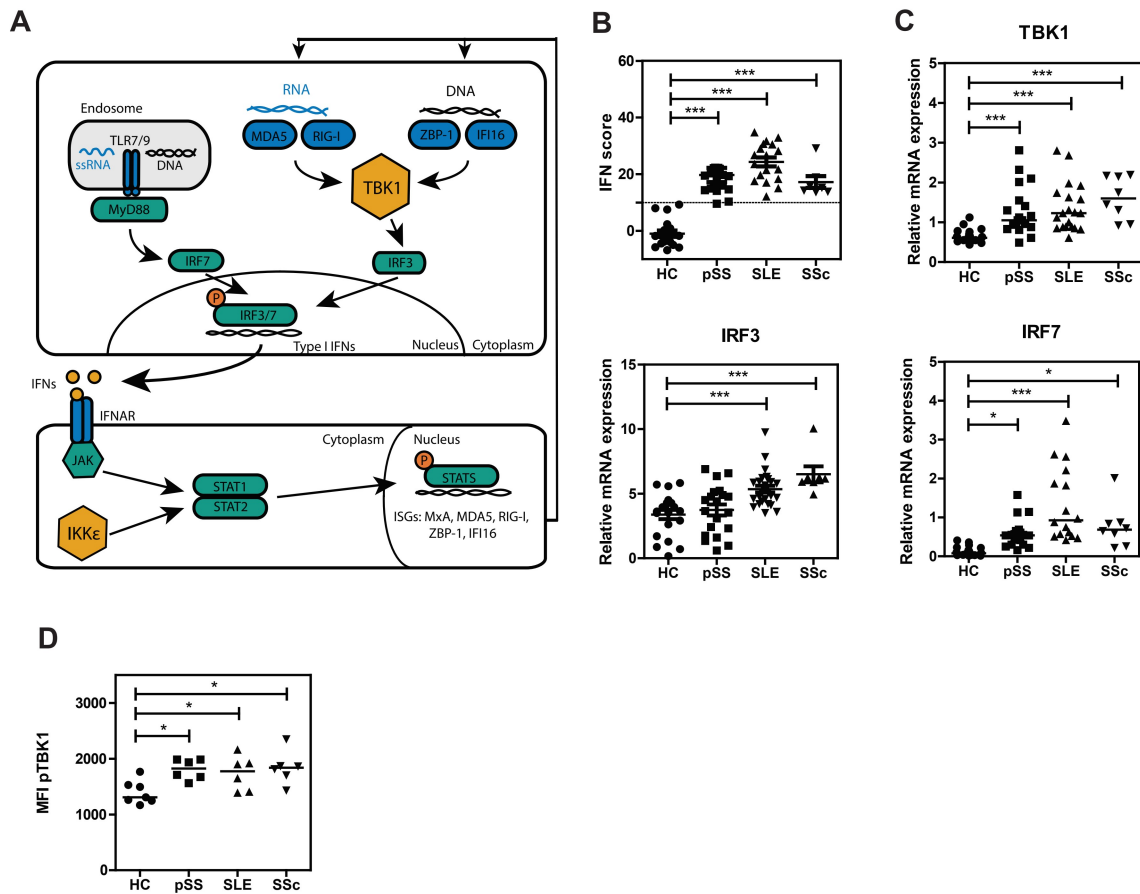 A
RNA
DNA
Endosome
TLR7/9
ssRNA
DNA
MDA5
RIG-I
ZBP-1
IFI16
TBK1
MyD88
IRF7
IRF3
P
IRF3/7
Type I IFNs
Nucleus
Cytoplasm
IFNs
IFNAR
Cytoplasm
Nucleus
JAK
P
STATS
STAT1
STAT2
ISGs: MxA, MDA5, RIG-I,
ZBP-1, IFI16
IKKε
B
IFN score
60
40
20
0
***
***
***
HC
pSS
SLE
SSc
C
TBK1
Relative mRNA expression
5
4
3
2
1
0
***
***
***
HC
pSS
SLE
SSc
IRF3
Relative mRNA expression
15
10
5
0
***
***
HC
pSS
SLE
SSc
IRF7
Relative mRNA expression
5
4
3
2
1
0
*
***
*
HC
pSS
SLE
SSc
D
MFI pTBK1
3000
2000
1000
0
*
*
*
HC
pSS
SLE
SSc